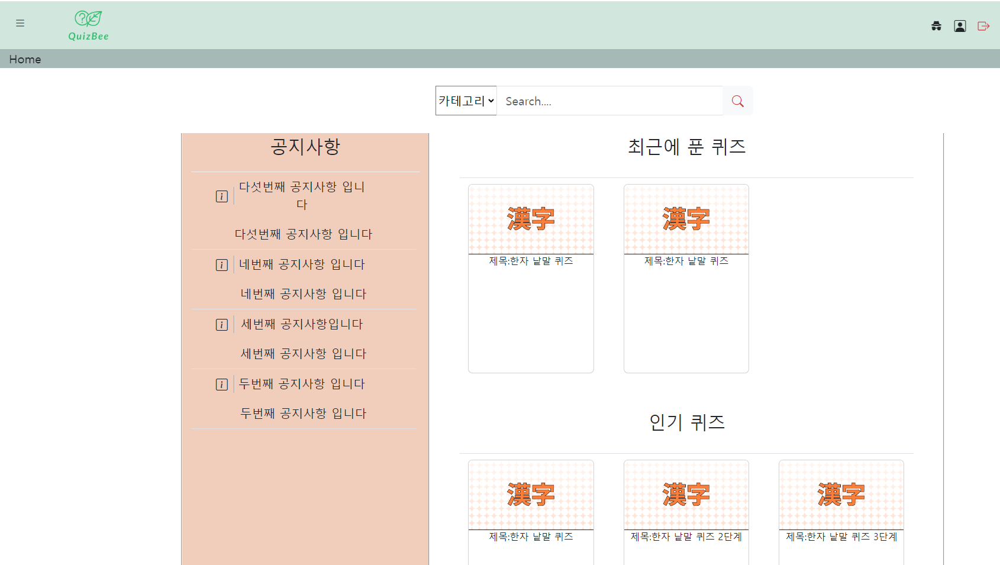 QuizBee
Home
카테고리
Search....
공지사항
다섯번째 공지사항 입니
다
다섯번째 공지사항 입니다
네번째 공지사항 입니다
네번째 공지사항 입니다
세번째 공지사항입니다
세번째 공지사항 입니다
두번째 공지사항 입니다
두번째 공지사항 입니다
최근에 푼 퀴즈
漢字
제목:한자 낱말 퀴즈
漢字
제목:한자 낱말 퀴즈
인기 퀴즈
漢字
제목:한자 낱말 퀴즈
漢字
제목:한자 낱말 퀴즈 2단계
漢字
제목:한자 낱말 퀴즈 3단계